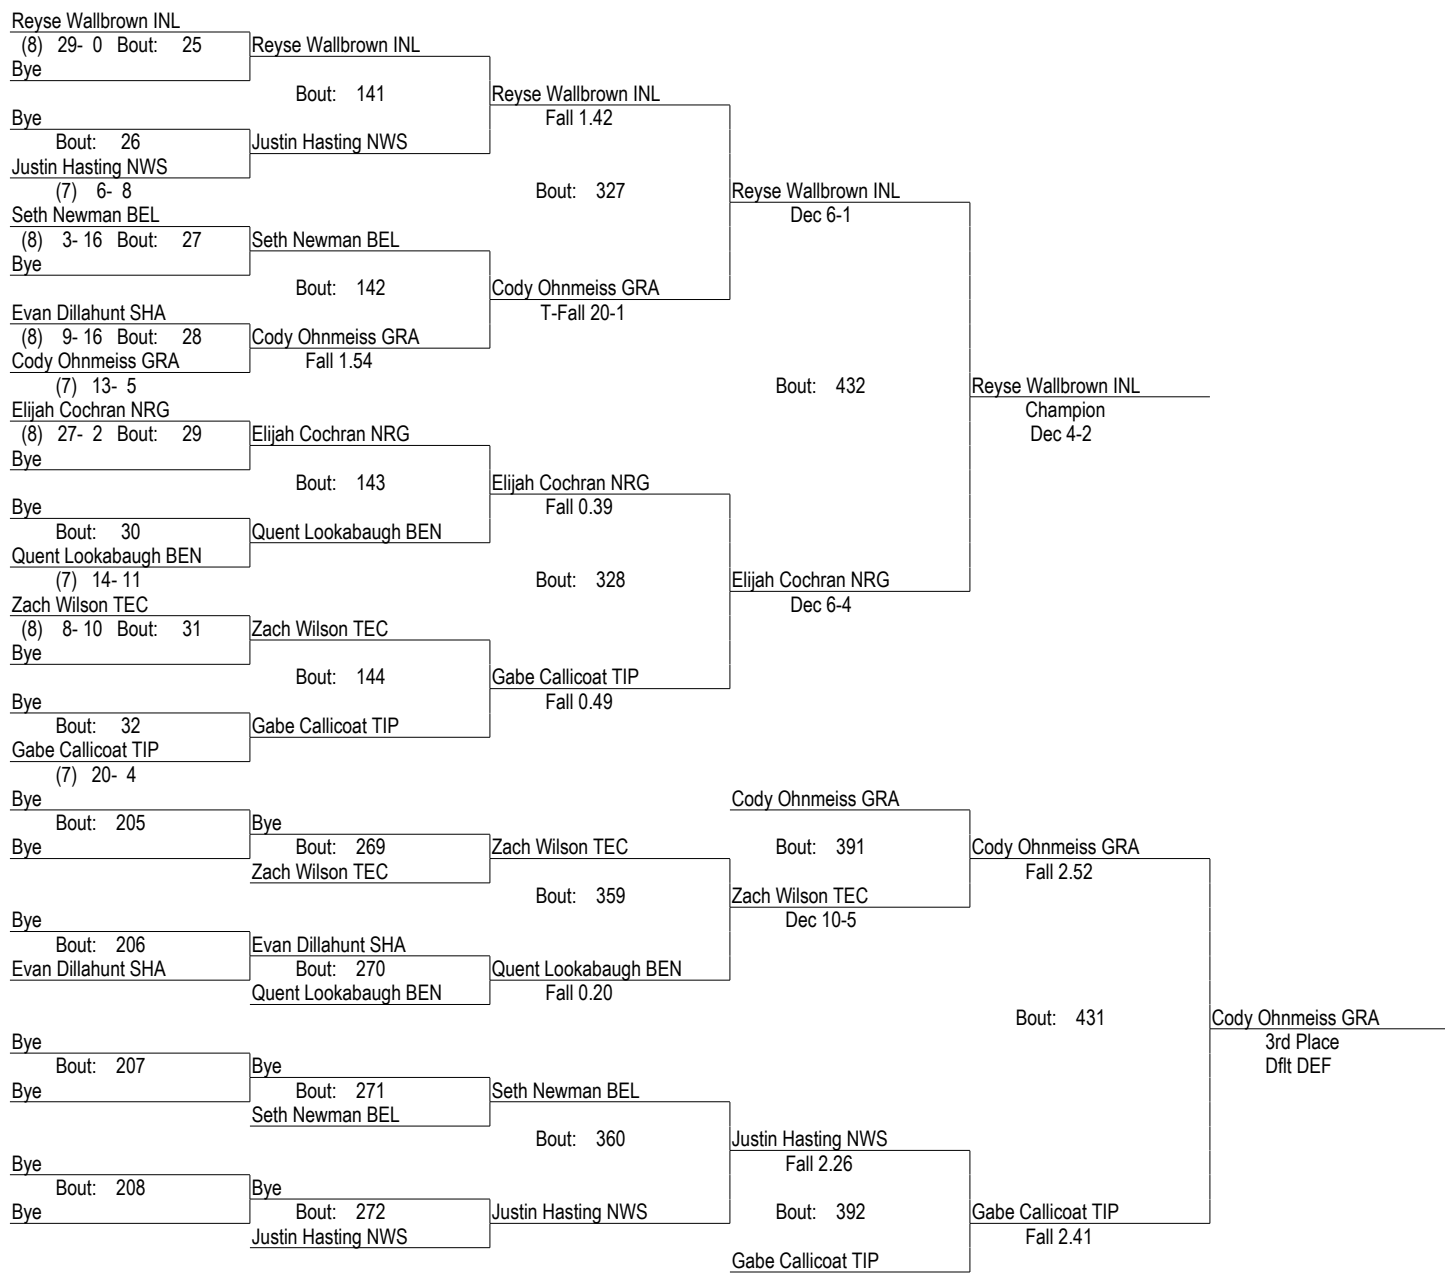 Reyse Wallbrown INL
(8) 29- 0 Bout: 25 Reyse Wallbrown INL
Bye
Bout: 141 Reyse Wallbrown INL
Bye Fall 1.42
Bout: 26 Justin Hasting NWS
Justin Hasting NWS
(7) 6- 8 Bout: 327 Reyse Wallbrown INL
Seth Newman BEL Dec 6-1
(8) 3- 16 Bout: 27 Seth Newman BEL
Bye
Bout: 142 Cody Ohnmeiss GRA
Evan Dillahunt SHA T-Fall 20-1
(8) 9- 16 Bout: 28 Cody Ohnmeiss GRA
Cody Ohnmeiss GRA Fall 1.54
(7) 13- 5 Bout: 432 Reyse Wallbrown INL
Elijah Cochran NRG Champion
(8) 27- 2 Bout: 29 Elijah Cochran NRG Dec 4-2
Bye
Bout: 143 Elijah Cochran NRG
Bye Fall 0.39
Bout: 30 Quent Lookabaugh BEN
Quent Lookabaugh BEN
(7) 14- 11 Bout: 328 Elijah Cochran NRG
Zach Wilson TEC Dec 6-4
(8) 8- 10 Bout: 31 Zach Wilson TEC
Bye
Bout: 144 Gabe Callicoat TIP
Bye Fall 0.49
Bout: 32 Gabe Callicoat TIP
Gabe Callicoat TIP
(7) 20- 4
Bye Cody Ohnmeiss GRA
Bout: 205 Bye
Bye Bout: 269 Zach Wilson TEC Bout: 391 Cody Ohnmeiss GRA
Zach Wilson TEC Fall 2.52
Bout: 359 Zach Wilson TEC
Bye Dec 10-5
Bout: 206 Evan Dillahunt SHA
Evan Dillahunt SHA Bout: 270 Quent Lookabaugh BEN
Quent Lookabaugh BEN Fall 0.20
Bout: 431 Cody Ohnmeiss GRA
Bye 3rd Place
Bout: 207 Bye Dflt DEF
Bye Bout: 271 Seth Newman BEL
Seth Newman BEL
Bout: 360 Justin Hasting NWS
Bye Fall 2.26
Bout: 208 Bye
Bye Bout: 272 Justin Hasting NWS Bout: 392 Gabe Callicoat TIP
Justin Hasting NWS Fall 2.41
Gabe Callicoat TIP